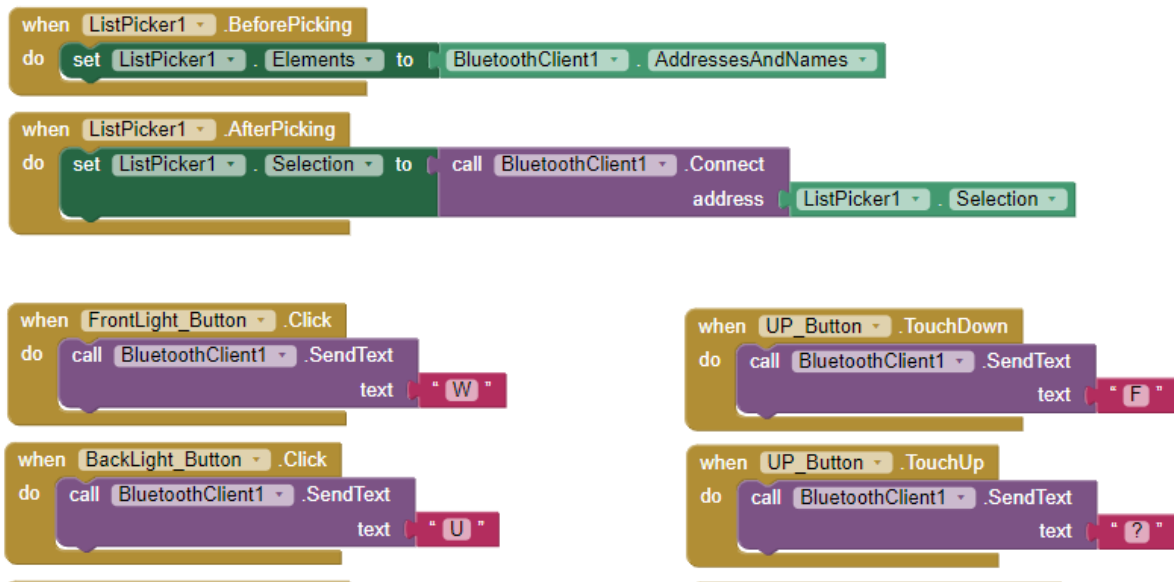 when ListPicker1 .BeforePicking
do set ListPicker1 . Elements to BluetoothClient1 . AddressesAndNames
when ListPicker1 .AfterPicking
do set ListPicker1 . Selection to call BluetoothClient1 .Connect
address ListPicker1 . Selection
when FrontLight_Button .Click
do call BluetoothClient1 .SendText
text " W "
when BackLight_Button .Click
do call BluetoothClient1 .SendText
text " U "
when UP_Button .TouchDown
do call BluetoothClient1 .SendText
text " F "
when UP_Button .TouchUp
do call BluetoothClient1 .SendText
text " ? "